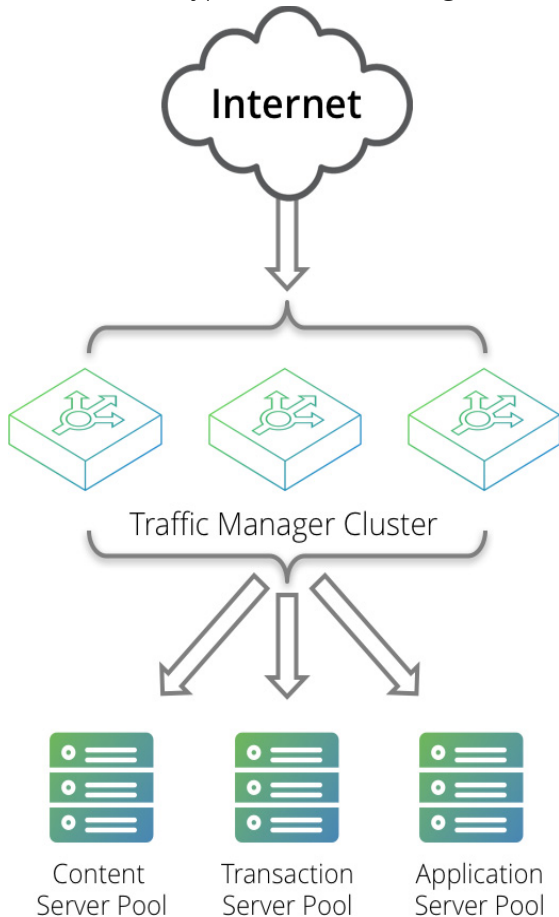 Internet
Traffic Manager Cluster
Content Transaction Application
Server Pool Server Pool Server Pool